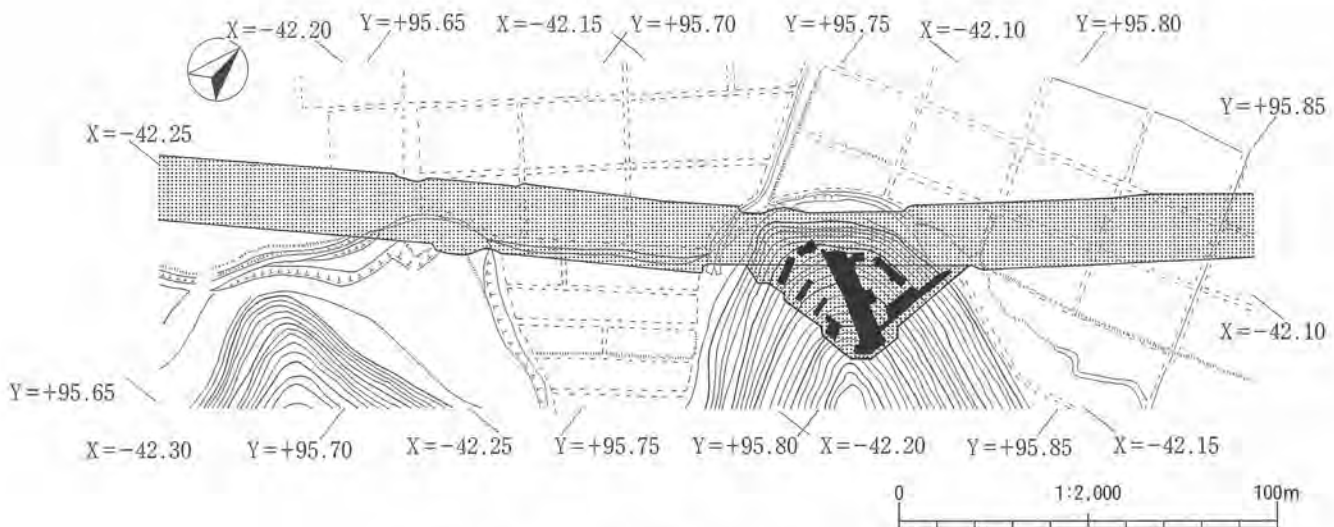 X=-42.20 Y=+95.65 X=-42.15 Y=+95.70 Y=+95.75 X=-42.10 Y=+95.80
Y=+95.85
X=-42.25
X=-42.10
Y=+95.65
X=-42.30 Y=+95.70 X=-42.25 Y=+95.75 Y=+95.80 X=-42.20 Y=+95.85 X=-42.15
0 1:2,000 100m